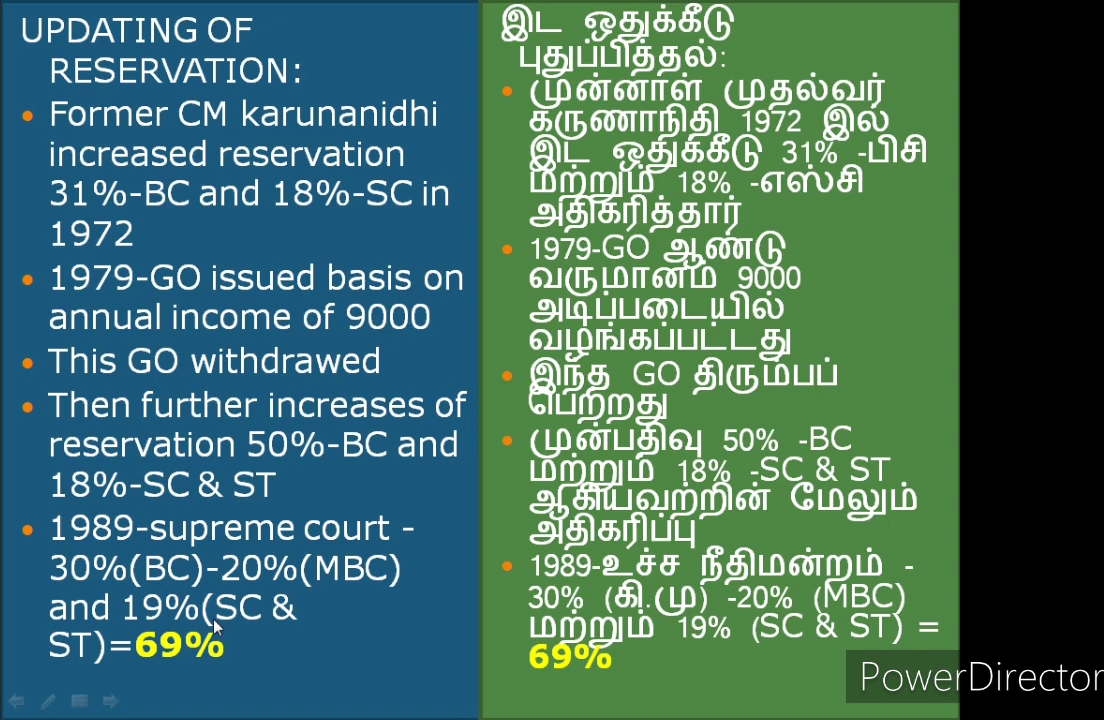 UPDATING OF
RESERVATION:
• Former CM karunanidhi
increased reservation
31%-BC and 18%-SC in
1972
• 1979-GO issued basis on
annual income of 9000
• This GO withdrawed
• Then further increases of
reservation 50%-BC and
18%-SC & ST
• 1989-supreme court -
30%(BC)-20%(MBC)
and 19%(SC &
ST)=69%
இட ஒதுக்கீடு
புதுப்பித்தல்:
• முன்னாள் முதல்வர்
கருணாநிதி 1972 இல்
இட ஒதுக்கீடு 31% -பிசி
மற்றும் 18% -எஸ்சி
அதிகரித்தார்
• 1979-GO ஆண்டு
வருமானம் 9000
அடிப்படையில்
வழங்கப்பட்டது
• இந்த GO திரும்பப்
பெற்றது
• முன்பதிவு 50% -BC
மற்றும் 18% -SC & ST
ஆகியவற்றின் மேலும்
அதிகரிப்பு
• 1989-உச்ச நீதிமன்றம் -
30% (கி.மு) -20% (MBC)
மற்றும் 19% (SC & ST) =
69%
PowerDirector